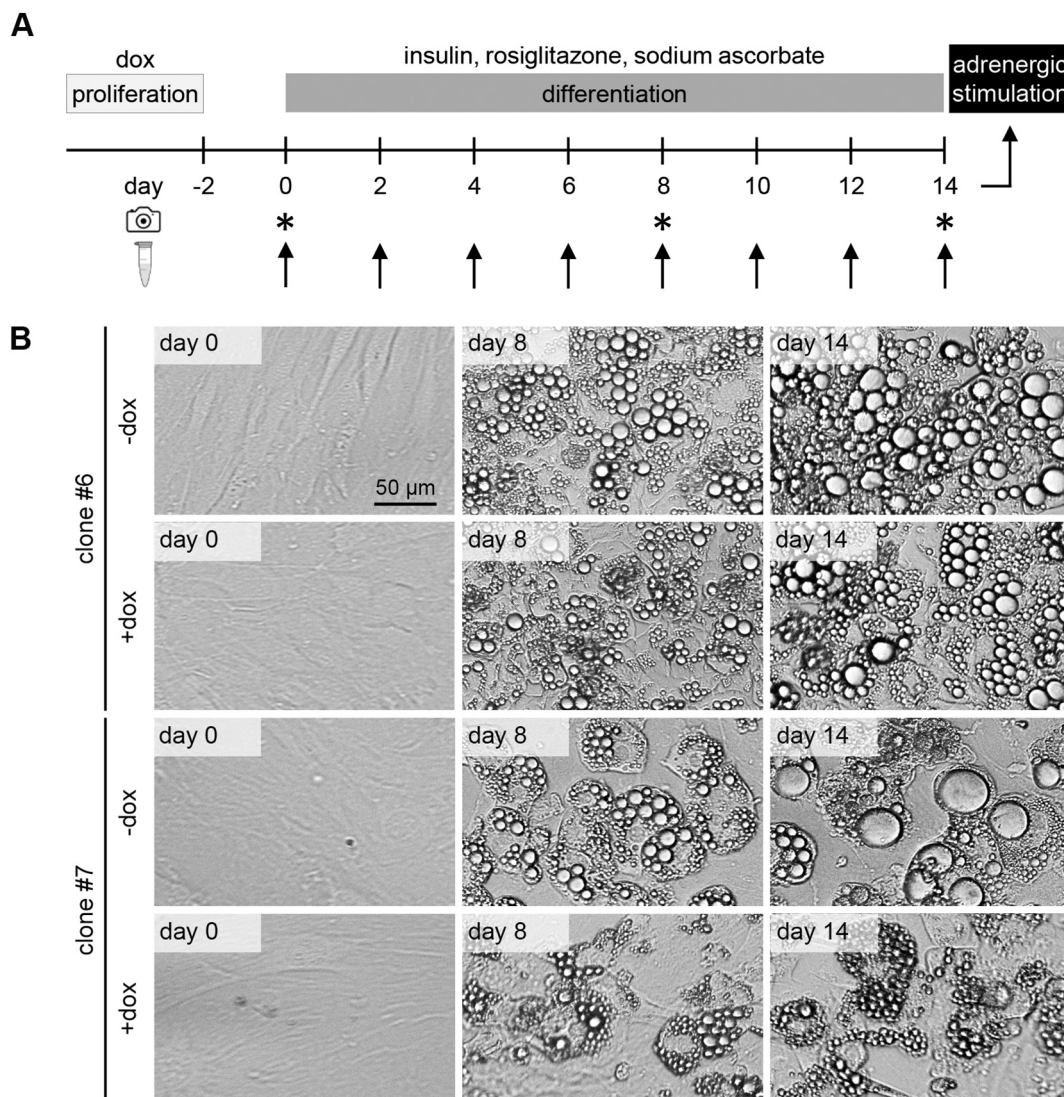 A
dox
proliferation
insulin, rosiglitazone, sodium ascorbate
differentiation
adrenergic
stimulation
day -2 0 2 4 6 8 10 12 14
* * *
B
clone #6
-dox
day 0
50 µm
day 8
day 14
+dox
day 0
day 8
day 14
clone #7
-dox
day 0
day 8
day 14
+dox
day 0
day 8
day 14